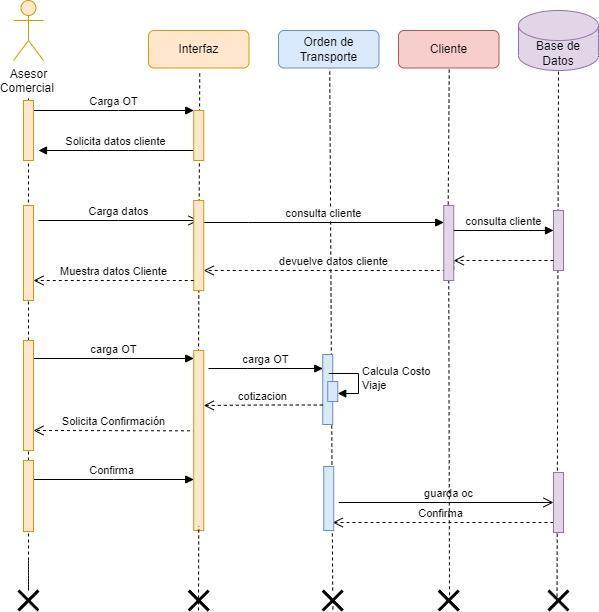 Interfaz
Orden de
Transporte
Cliente
Base de
Datos
Asesor
Comercial
Carga OT
Solicita datos cliente
Carga datos
consulta cliente
consulta cliente
devuelve datos cliente
Muestra datos Cliente
carga OT
carga OT
Calcula Costo
Viaje
cotizacion
Solicita Confirmación
Confirma
guarda oc
Confirma